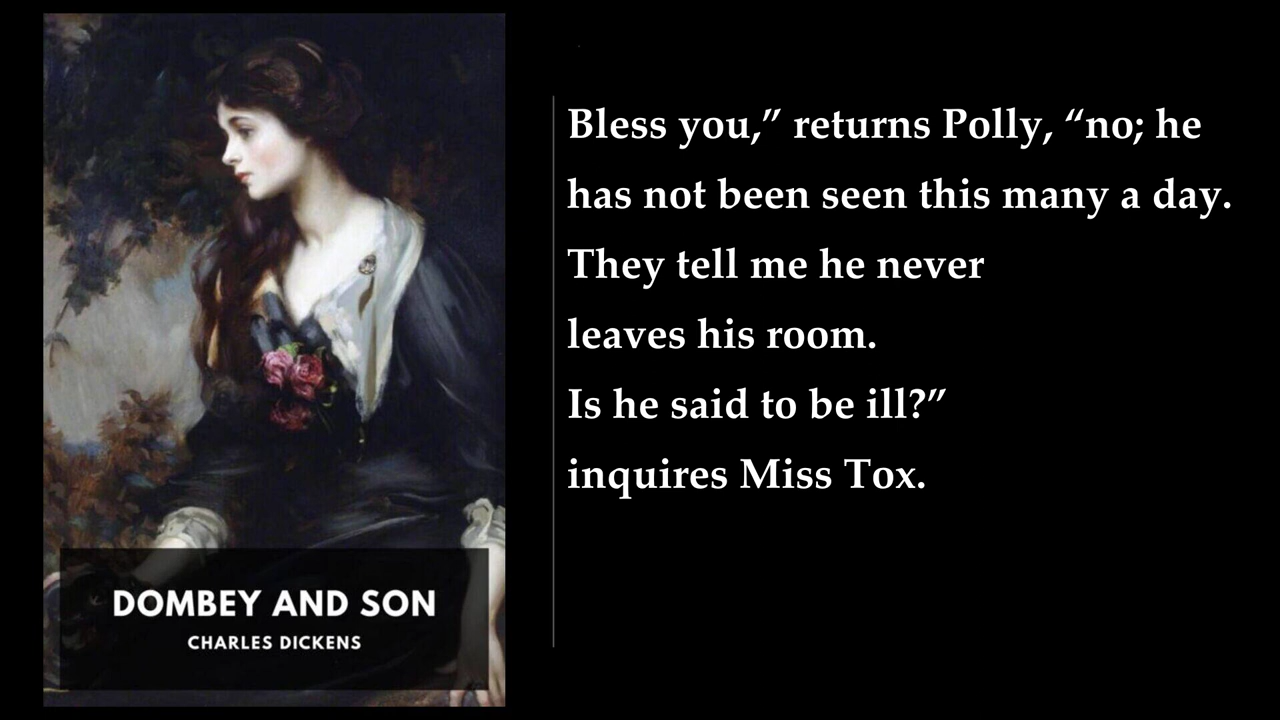 Bless you,” returns Polly, “no; he
has not been seen this many a day.
They tell me he never
leaves his room.
Is he said to be ill?”
inquires Miss Tox.
DOMBEY AND SON
CHARLES DICKENS